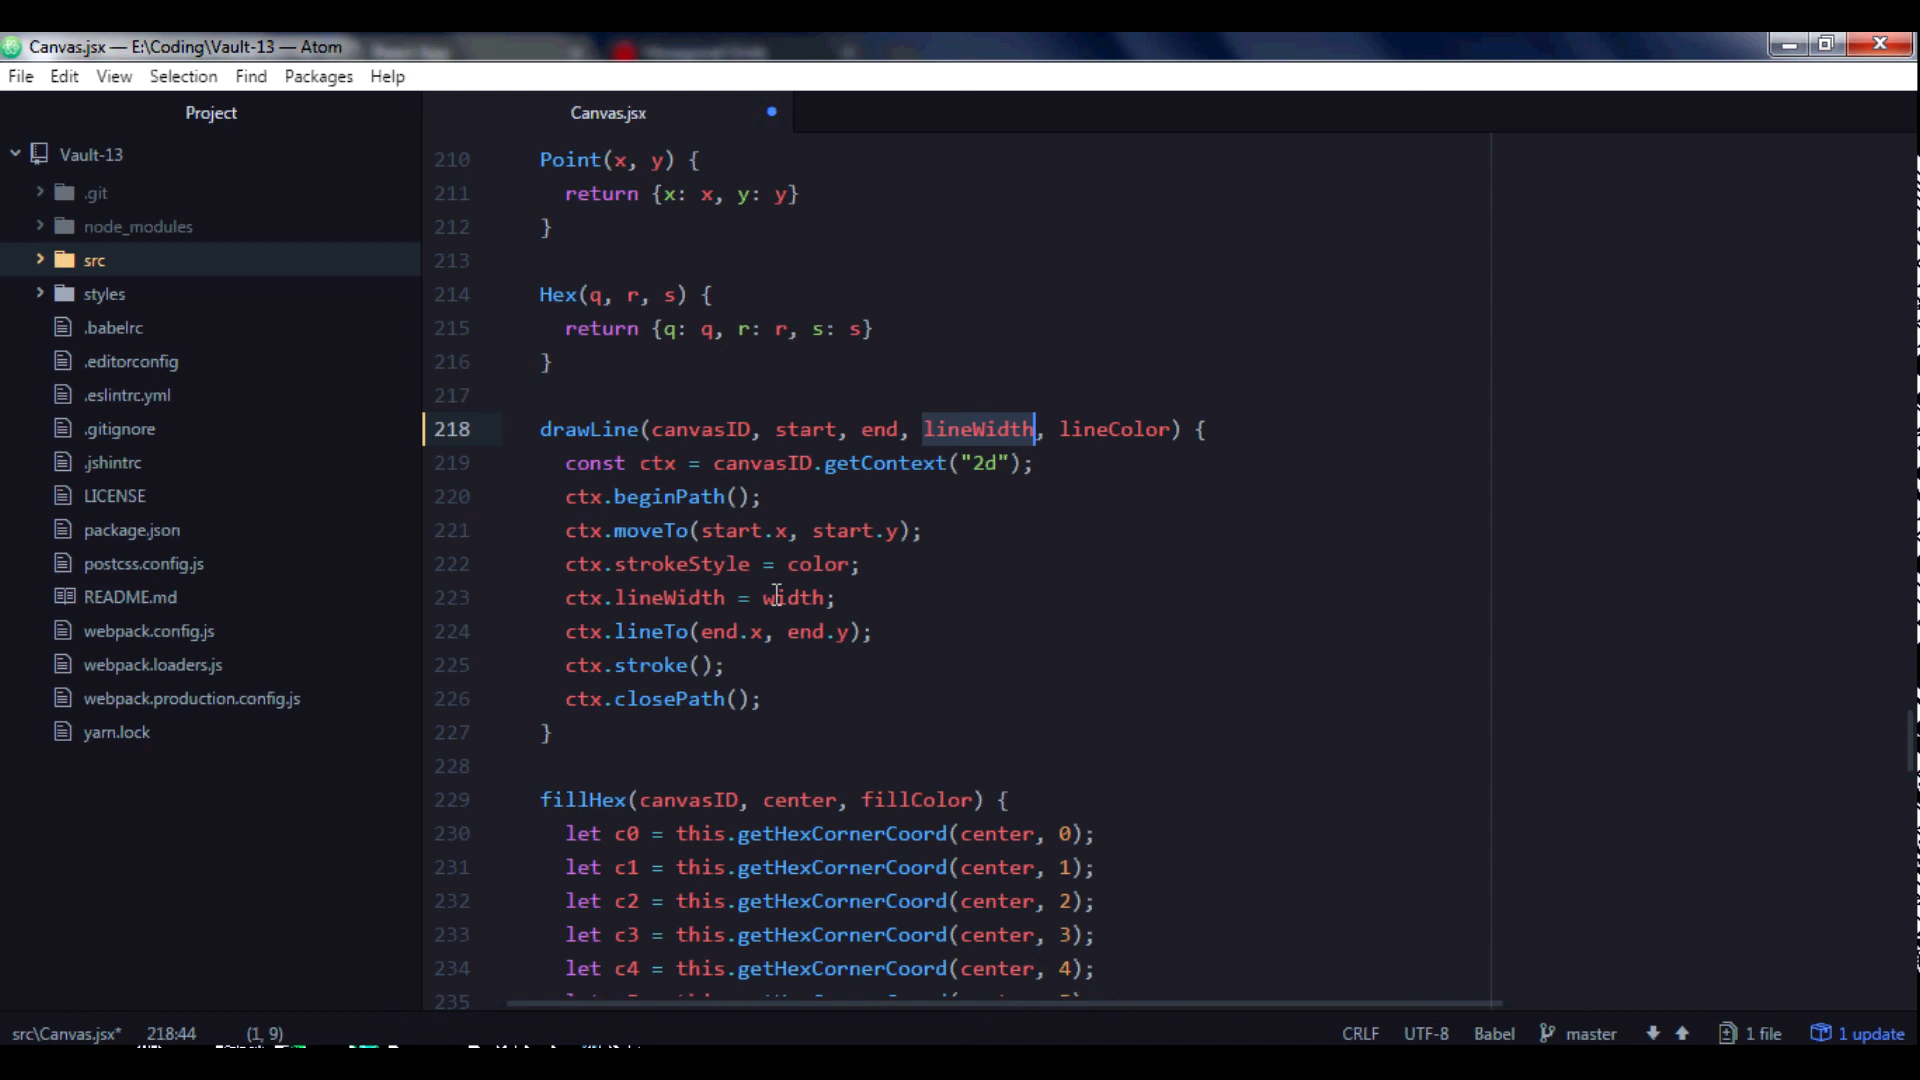 Canvas.jsx — E:\Coding\Vault-13 — Atom
File Edit View Selection Find Packages Help
Project
Vault-13
.git
node_modules
src
styles
.babelrc
.editorconfig
.eslintrc.yml
.gitignore
.jshintrc
LICENSE
package.json
postcss.config.js
README.md
webpack.config.js
webpack.loaders.js
webpack.production.config.js
yarn.lock
Canvas.jsx
210 Point(x, y) {
211 return {x: x, y: y}
212 }
213
214 Hex(q, r, s) {
215 return {q: q, r: r, s: s}
216 }
217
218 drawLine(canvasID, start, end, lineWidth, lineColor) {
219 const ctx = canvasID.getContext("2d");
220 ctx.beginPath();
221 ctx.moveTo(start.x, start.y);
222 ctx.strokeStyle = color;
223 ctx.lineWidth = width;
224 ctx.lineTo(end.x, end.y);
225 ctx.stroke();
226 ctx.closePath();
227 }
228
229 fillHex(canvasID, center, fillColor) {
230 let c0 = this.getHexCornerCoord(center, 0);
231 let c1 = this.getHexCornerCoord(center, 1);
232 let c2 = this.getHexCornerCoord(center, 2);
233 let c3 = this.getHexCornerCoord(center, 3);
234 let c4 = this.getHexCornerCoord(center, 4);
235
src\Canvas.jsx* 218:44 (1, 9) CRLF UTF-8 Babel master 1 file 1 update